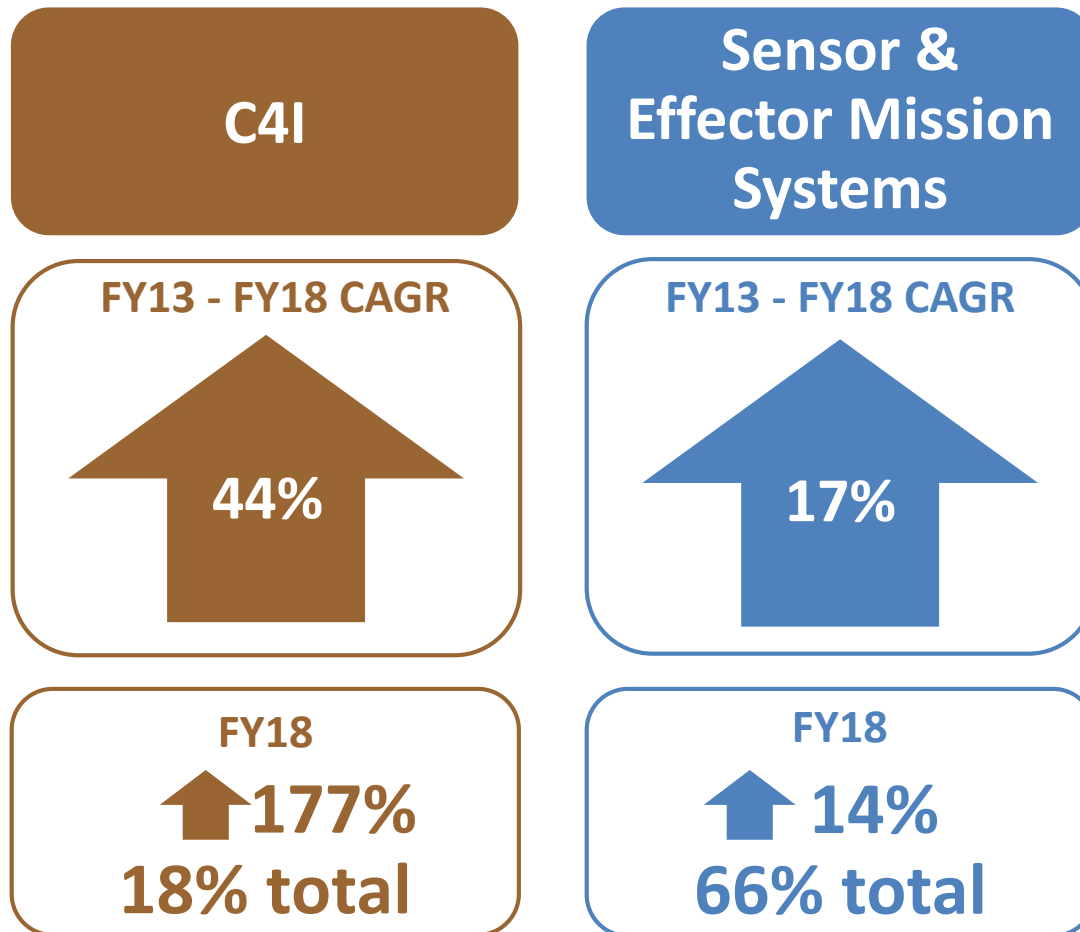 C4I
Sensor &
Effector Mission
Systems
FY13 - FY18 CAGR
44%
FY13 - FY18 CAGR
17%
FY18
177%
18% total
FY18
14%
66% total